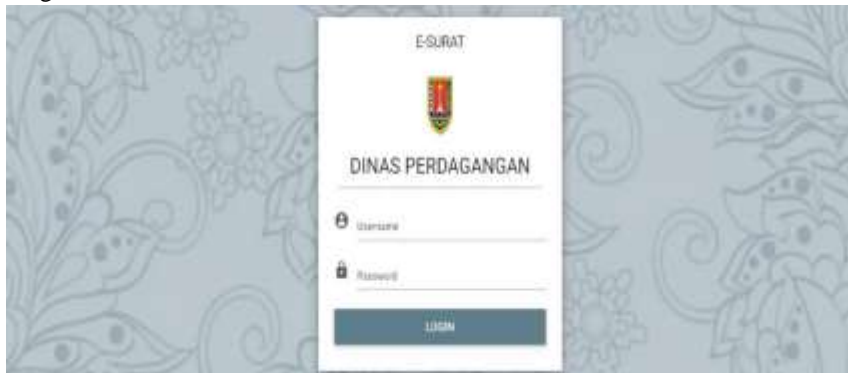 E-SURAT
DINAS PERDAGANGAN
Username
Password
LOGIN